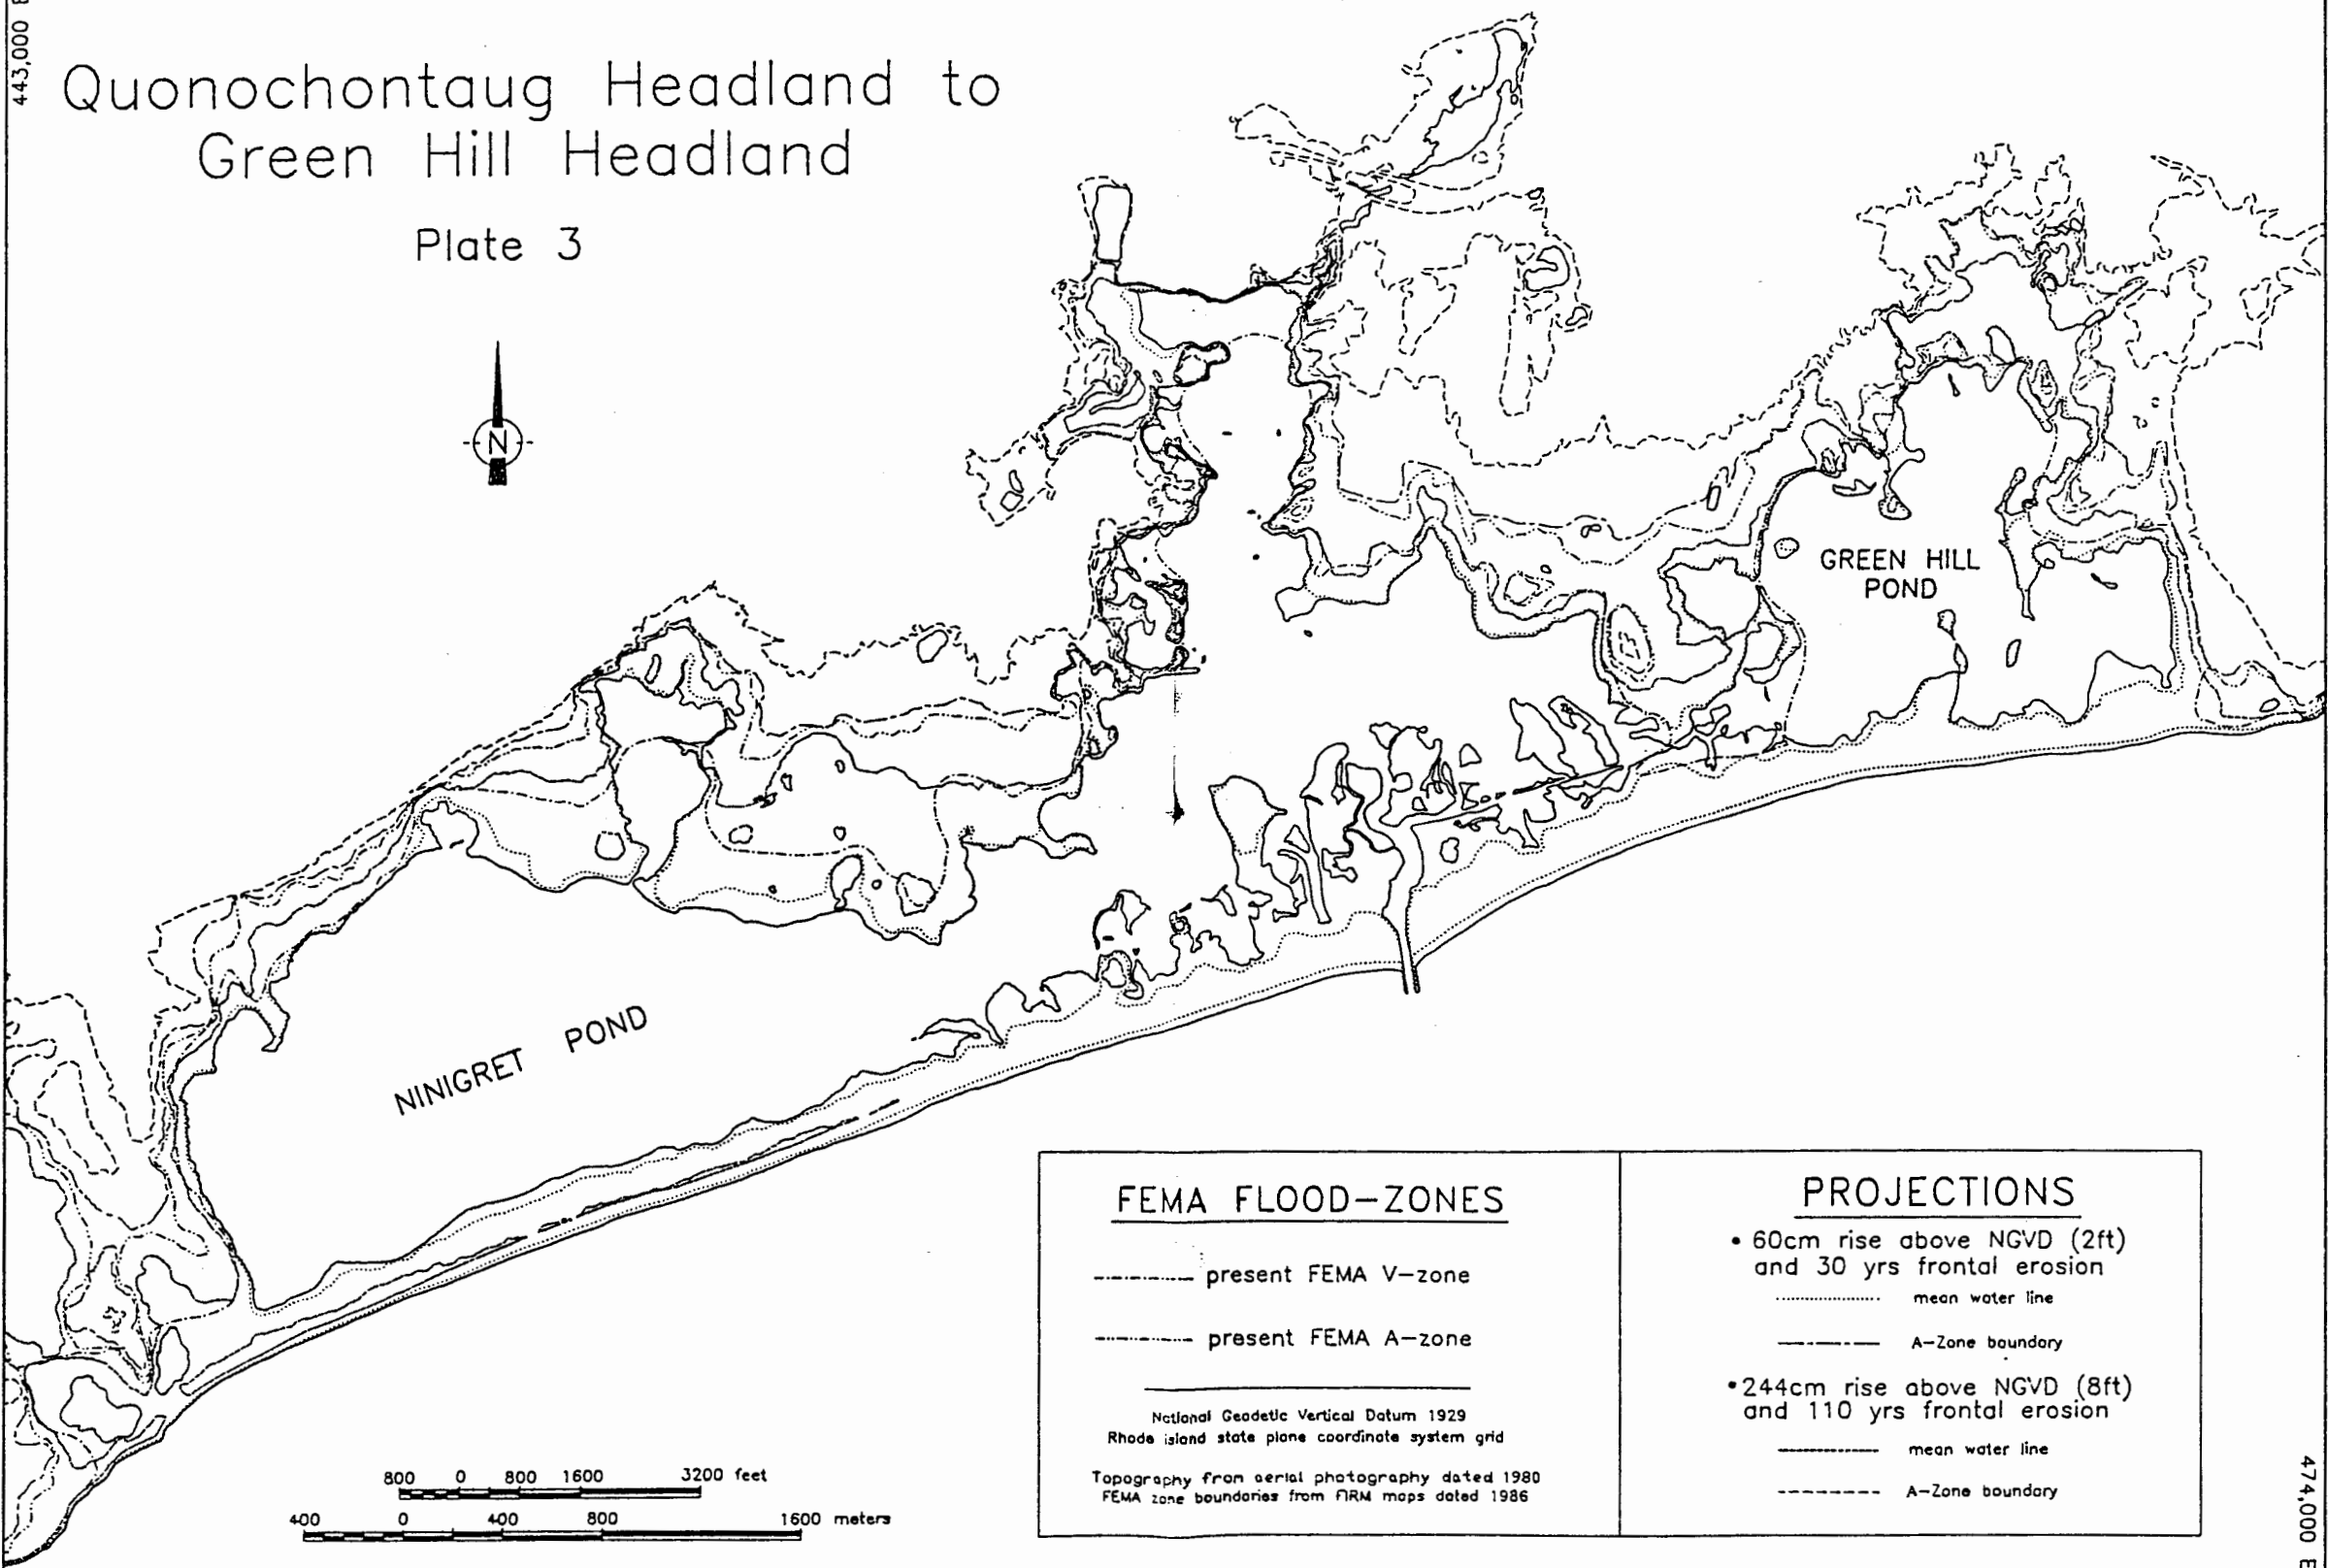 443,000 E
Quonochontaug Headland to
Green Hill Headland
Plate 3
N
GREEN HILL
POND
NINIGRET POND
FEMA FLOOD-ZONES
present FEMA V-zone
present FEMA A-zone
National Geodetic Vertical Datum 1929
Rhode island state plane coordinate system grid
Topography from aerial photography dated 1980
FEMA zone boundaries from FIRM maps dated 1986
PROJECTIONS
• 60cm rise above NGVD (2ft)
and 30 yrs frontal erosion
mean water line
A-Zone boundary
•244cm rise above NGVD (8ft)
and 110 yrs frontal erosion
mean water line
A-Zone boundary
800 0 800 1600 3200 feet
400 0 400 800 1600 meters
474,000 E